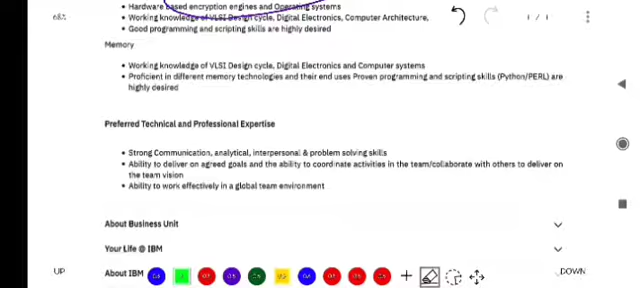 68%
• Hardware based encryption engines and Operating systems
• Working knowledge of VLSI Design cycle, Digital Electronics, Computer Architecture,
• Good programming and scripting skills are highly desired
1 / 1
Memory
• Working knowledge of VLSI Design cycle, Digital Electronics and Computer systems
• Proficient in different memory technologies and their end uses Proven programming and scripting skills (Python/PERL) are
highly desired
Preferred Technical and Professional Expertise
• Strong Communication, analytical, interpersonal & problem solving skills
• Ability to deliver on agreed goals and the ability to coordinate activities in the team/collaborate with others to deliver on
the team vision
• Ability to work effectively in a global team environment
About Business Unit
Your Life @ IBM
About IBM
UP
DOWN